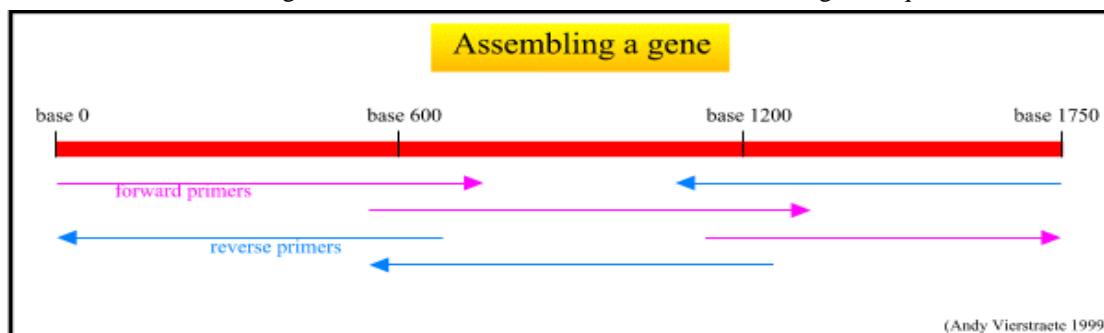 Assembling a gene
base 0 base 600 base 1200 base 1750
forward primers
reverse primers
(Andy Vierstraete 1999